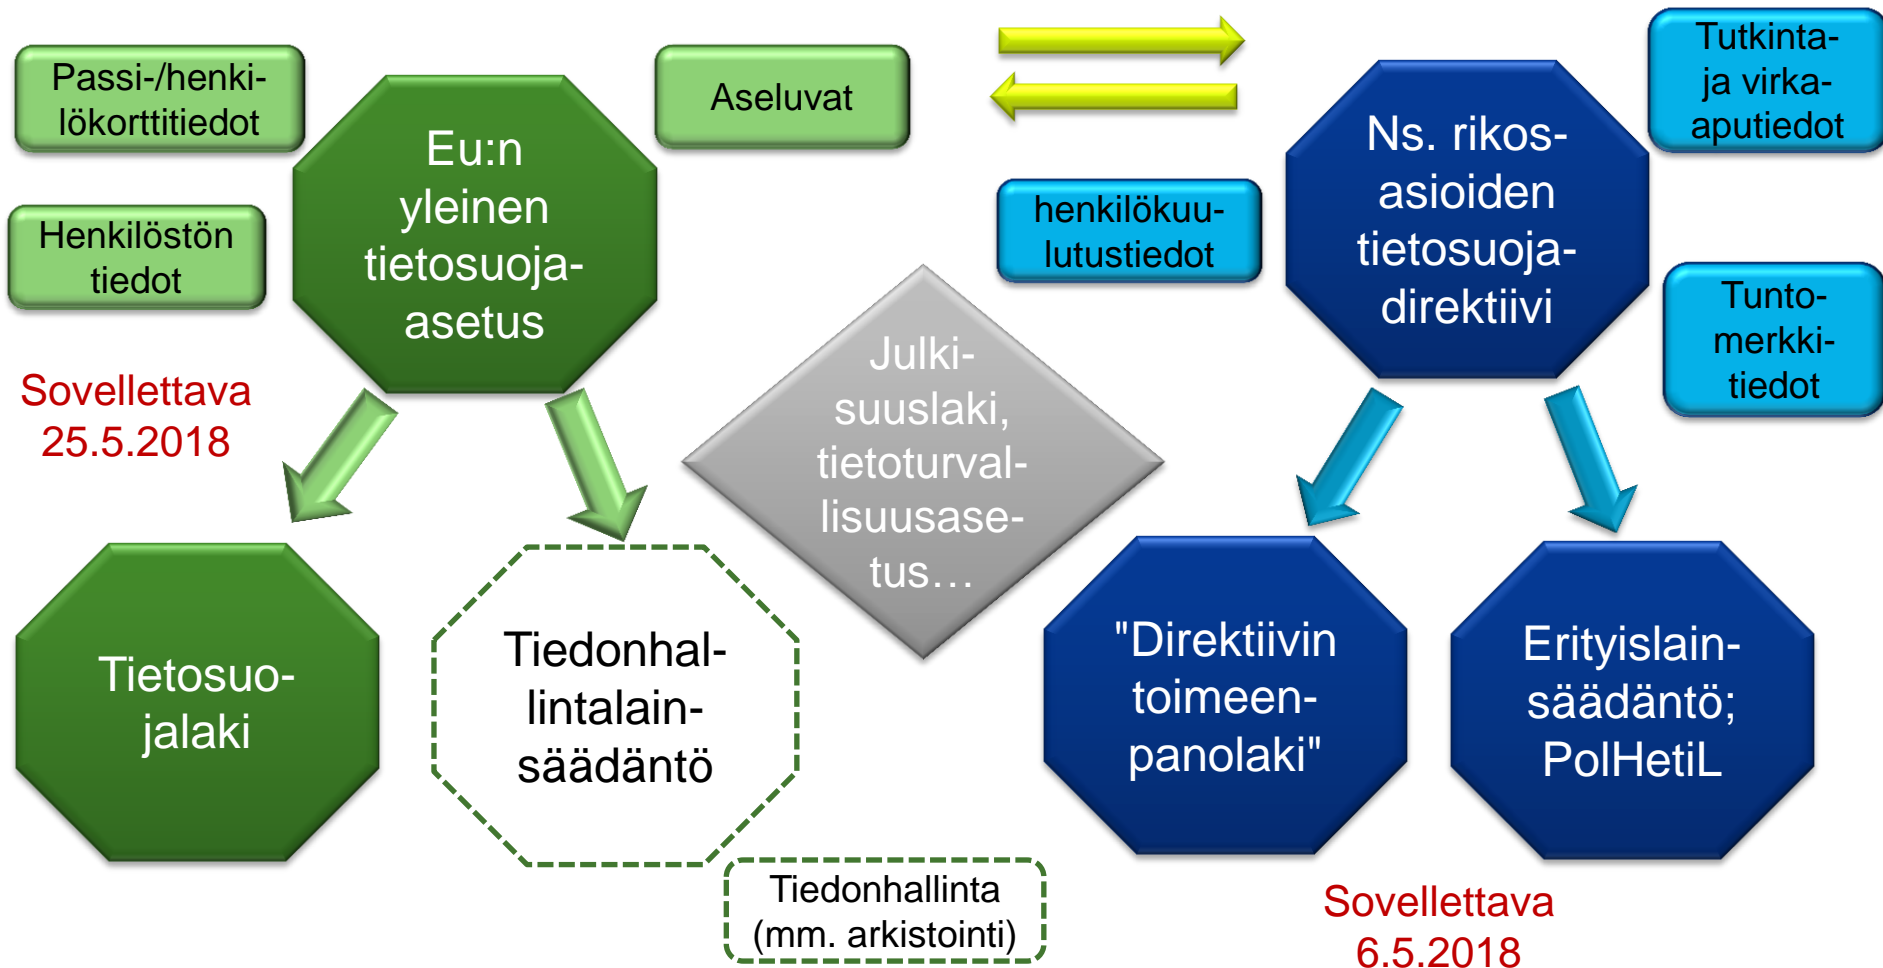 Passi-/henki-
lökorttitiedot
Eu:n
yleinen
tietosuoja-
asetus
Aseluvat
Henkilöstön
tiedot
Sovellettava
25.5.2018
Tietosuo-
jalaki
Tiedonhal-
lintalain-
säädäntö
Tiedonhallinta
(mm. arkistointi)
Julki-
suuslaki,
tietoturval-
lisuusase-
tus…
Ns. rikos-
asioiden
tietosuoja-
direktiivi
Tutkinta-
ja virka-
aputiedot
henkilökuu-
lutustiedot
Tunto-
merkki-
tiedot
"Direktiivin
toimeen-
panolaki"
Erityislain-
säädäntö;
PolHetiL
Sovellettava
6.5.2018